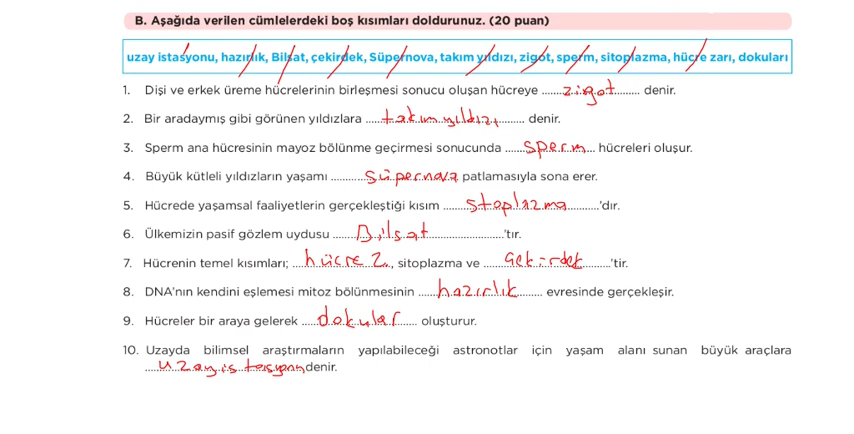 B. Aşağıda verilen cümlelerdeki boş kısımları doldurunuz. (20 puan)
uzay istasyonu, hazırlık, Bilsat, çekirdek, Süpernova, takım yıldızı, zigot, sperm, sitoplazma, hücre zarı, dokuları
1. Dişi ve erkek üreme hücrelerinin birleşmesi sonucu oluşan hücreye ........zigot......... denir.
2. Bir aradaymış gibi görünen yıldızlara .....takım yıldızı......... denir.
3. Sperm ana hücresinin mayoz bölünme geçirmesi sonucunda ......sperm... hücreleri oluşur.
4. Büyük kütleli yıldızların yaşamı ............süpernova patlamasıyla sona erer.
5. Hücrede yaşamsal faaliyetlerin gerçekleştiği kısım ........stoplazma..........'dır.
6. Ülkemizin pasif gözlem uydusu .......Bilsat......................'tır.
7. Hücrenin temel kısımları; ....hücre Z..., sitoplazma ve .......çekirdek.........'tir.
8. DNA'nın kendini eşlemesi mitoz bölünmesinin ......hazırlık........ evresinde gerçekleşir.
9. Hücreler bir araya gelerek .....dokular...... oluşturur.
10. Uzayda bilimsel araştırmaların yapılabileceği astronotlar için yaşam alanı sunan büyük araçlara
.....uzay istasyonu denir.